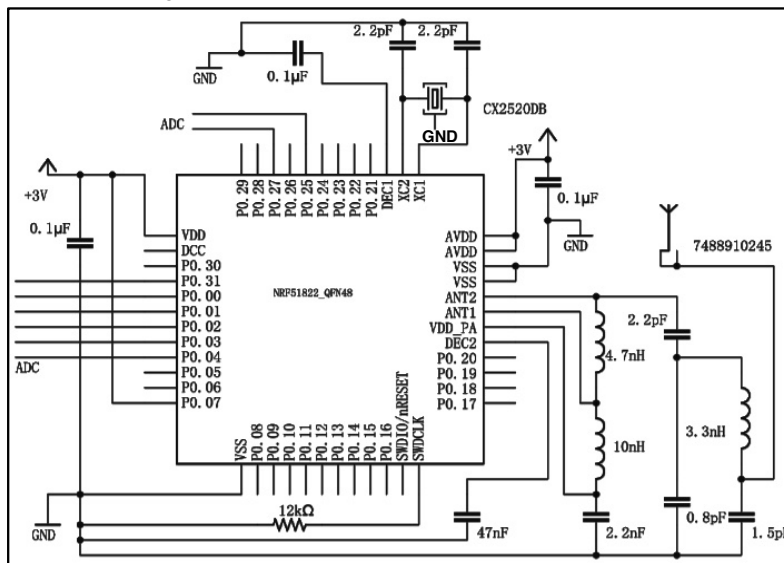 2.2pF 2.2pF
GND
0.1μF
CX2520DB
GND
ADC
+3V
0.1μF
GND
P0.29
P0.28
P0.27
P0.26
P0.25
P0.24
P0.23
P0.22
P0.21
DEC1
XC2
XC1
+3V
0.1μF
VDD
DCC
P0.30
P0.31
P0.00
P0.01
P0.02
P0.03
P0.04
P0.05
P0.06
P0.07
ADC
NRF51822_QFN48
AVDD
AVDD
VSS
VSS
ANT2
ANT1
VDD_PA
DEC2
P0.20
P0.19
P0.18
P0.17
7488910245
2.2pF
4.7nH
10nH
3.3nH
VSS
P0.08
P0.09
P0.10
P0.11
P0.12
P0.13
P0.14
P0.15
P0.16
SWDIO/nRESET
SWDCLK
GND
12kΩ
47nF
2.2nF
0.8pF
1.5p